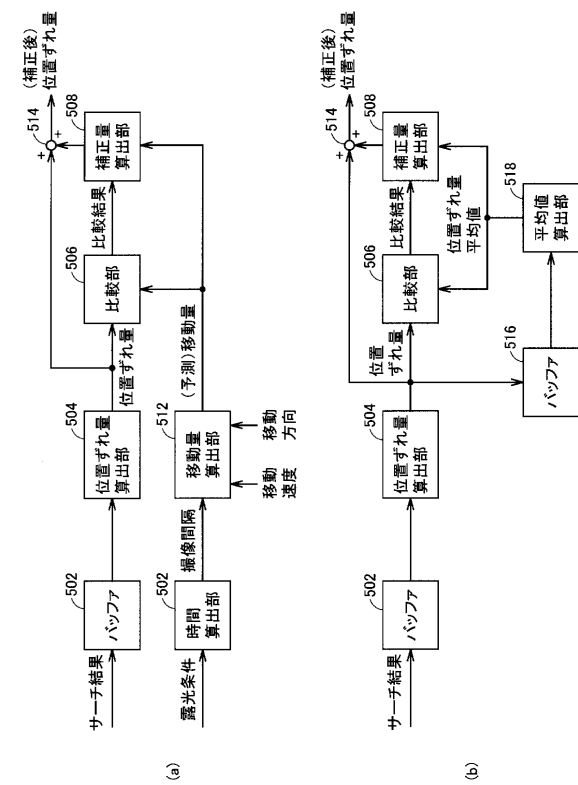 (a)
サーチ結果
502
バッファ
504
位置ずれ量
算出部
位置ずれ量
506
比較部
比較結果
508
補正量
算出部
514
+
+
(補正後)
位置ずれ量
露光条件
502
時間
算出部
撮像間隔
512
移動量
算出部
移動
速度
移動
方向
(予測)移動量
(b)
サーチ結果
502
バッファ
504
位置ずれ量
算出部
位置
ずれ量
506
比較部
比較結果
508
補正量
算出部
514
+
+
(補正後)
位置ずれ量
516
バッファ
518
平均値
算出部
位置ずれ量
平均値